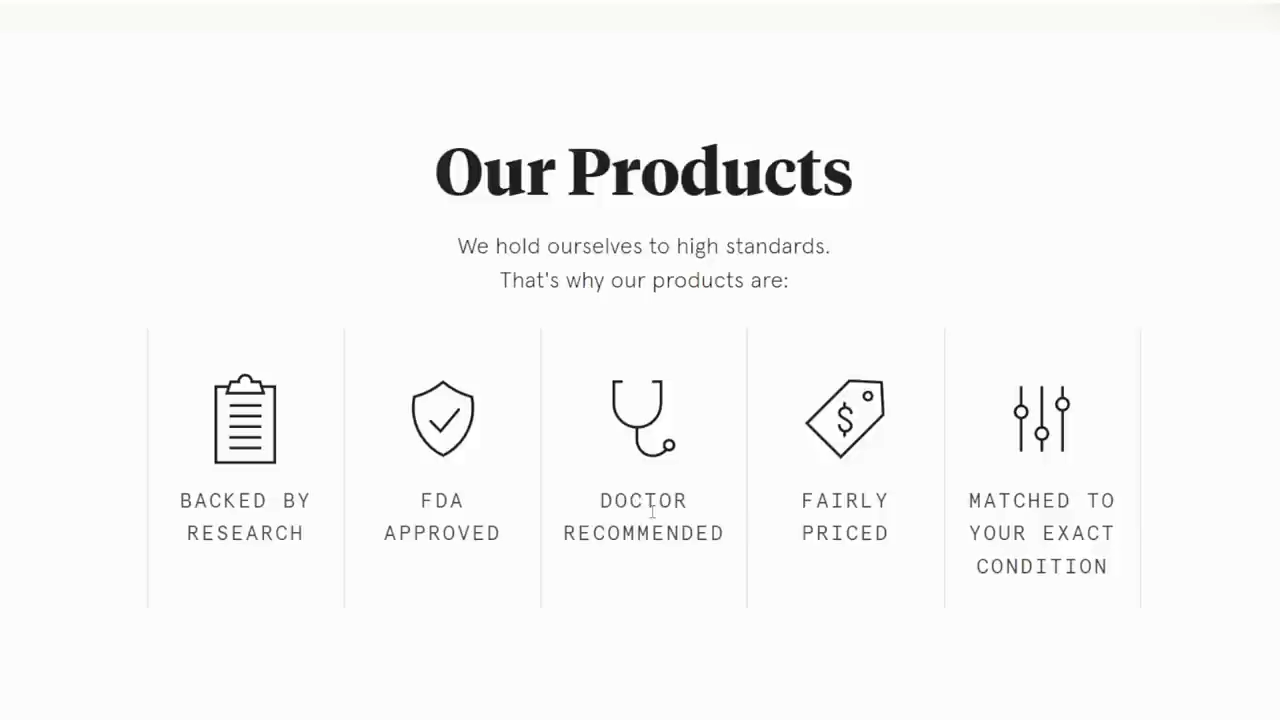 Our Products
We hold ourselves to high standards.
That's why our products are:
BACKED BY
RESEARCH
FDA
APPROVED
DOCTOR
RECOMMENDED
FAIRLY
PRICED
MATCHED TO
YOUR EXACT
CONDITION